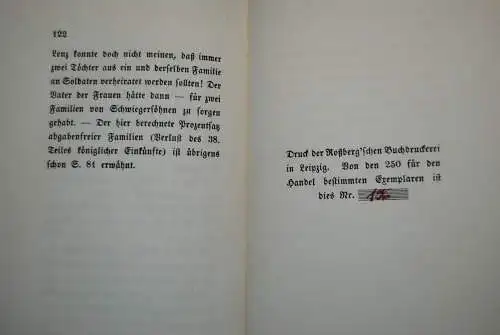 122
Lenz konnte doch nicht meinen, daß immer
zwei Töchter aus ein und derselben Familie
an Soldaten verheiratet werden sollten! Der
Vater der Frauen hätte dann — für zwei
Familien von Schwiegersöhnen zu sorgen
gehabt. — Der hier berechnete Prozentsatz
abgabenfreier Familien (Verlust des 38.
Teiles königlicher Einkünfte) ist übrigens
schon S. 84 erwähnt.
Druck der Roßberg'schen Buchdruckerei
in Leipzig. Von den 250 für den
Handel bestimmten Exemplaren ist
dies Nr.